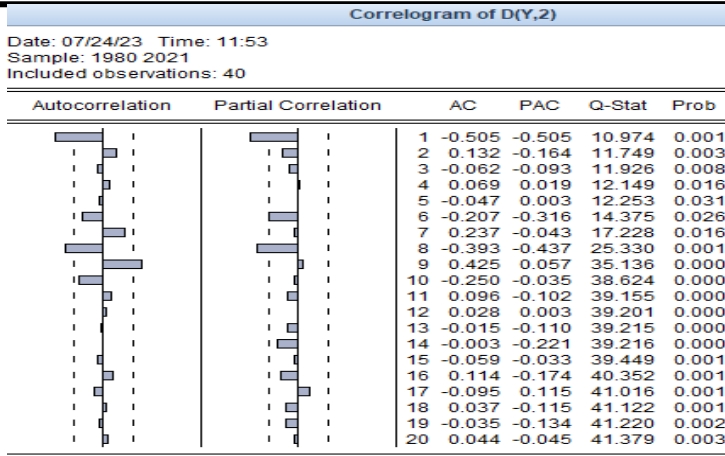 Correlogram of D(Y,2)
Date: 07/24/23 Time: 11:53
Sample: 1980 2021
Included observations: 40
Autocorrelation Partial Correlation AC PAC Q-Stat Prob
1 -0.505 -0.505 10.974 0.001
2 0.132 -0.164 11.749 0.003
3 -0.062 -0.093 11.926 0.008
4 0.069 0.019 12.149 0.016
5 -0.047 0.003 12.253 0.031
6 -0.207 -0.316 14.375 0.026
7 0.237 -0.043 17.228 0.016
8 -0.393 -0.437 25.330 0.001
9 0.425 0.057 35.136 0.000
10 -0.250 -0.035 38.624 0.000
11 0.096 -0.102 39.155 0.000
12 0.028 0.003 39.201 0.000
13 -0.015 -0.110 39.215 0.000
14 -0.003 -0.221 39.216 0.000
15 -0.059 -0.033 39.449 0.001
16 0.114 -0.174 40.352 0.001
17 -0.095 0.115 41.016 0.001
18 0.037 -0.115 41.122 0.001
19 -0.035 -0.134 41.220 0.002
20 0.044 -0.045 41.379 0.003